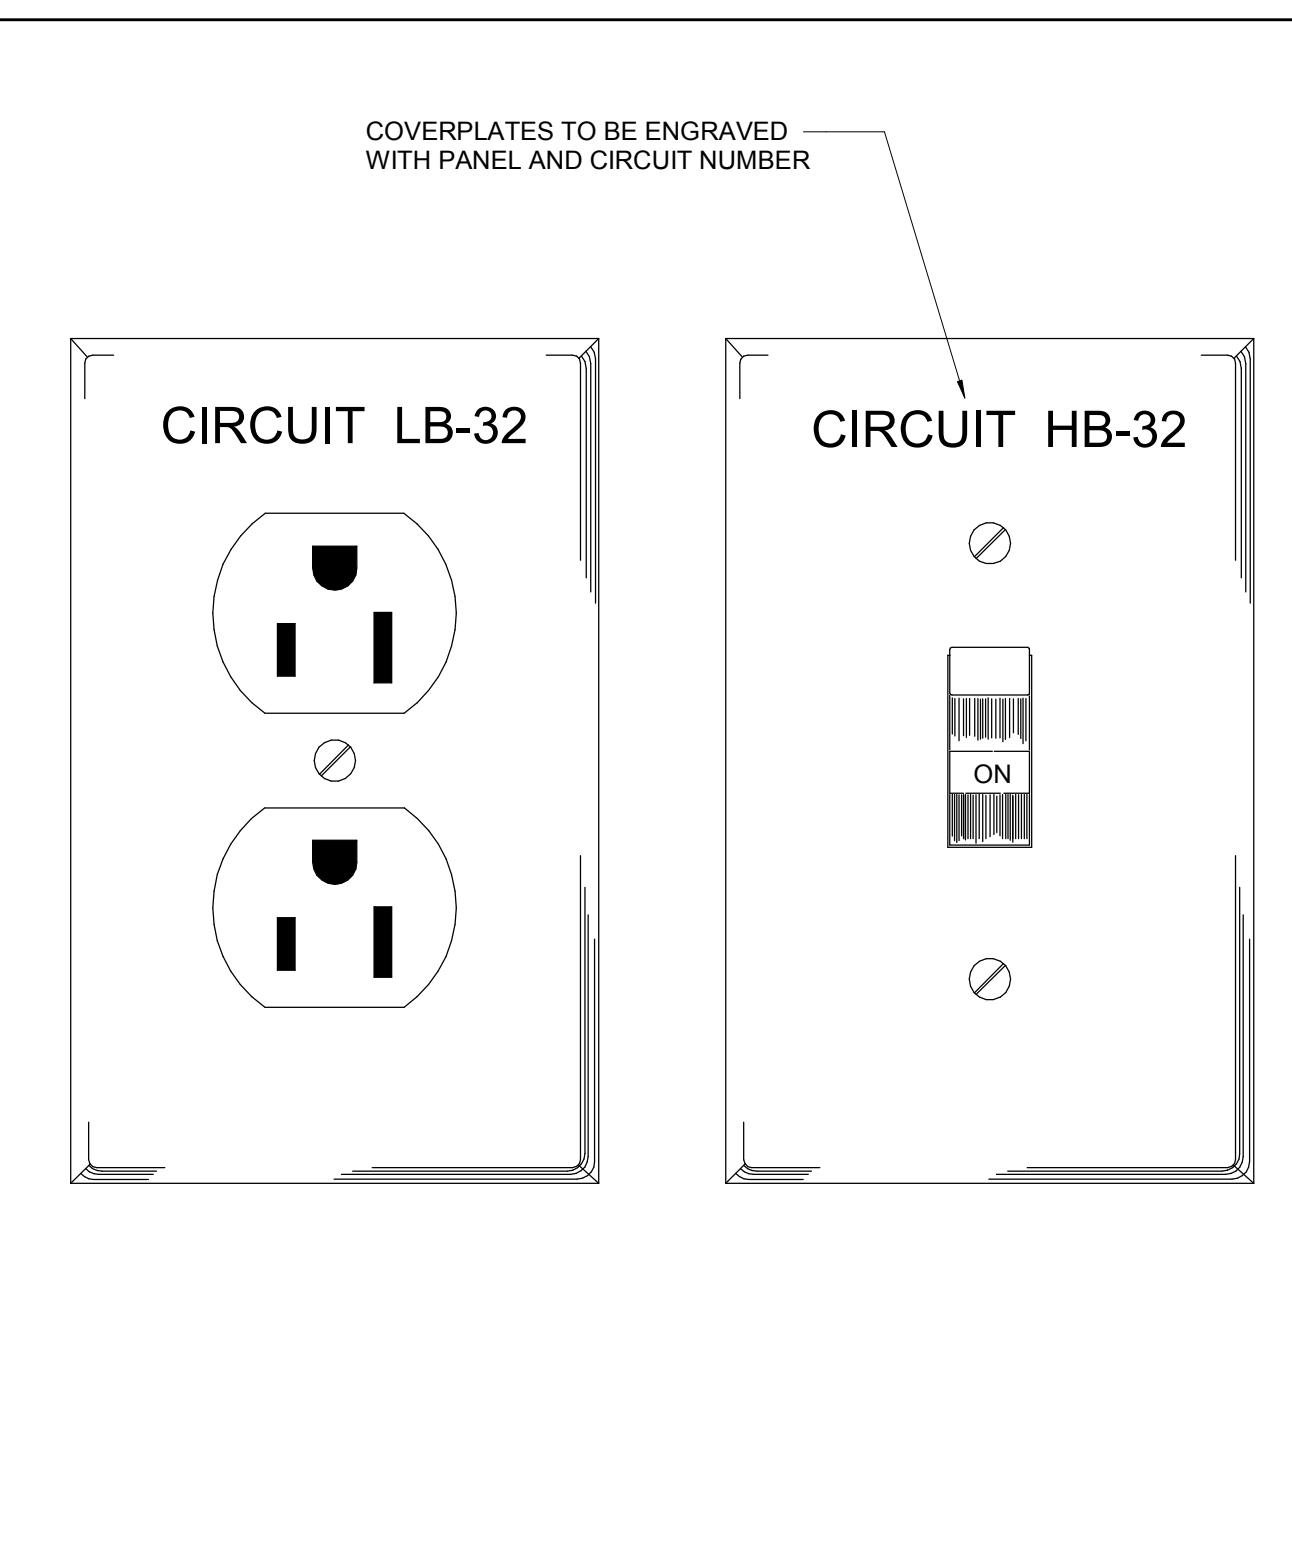 COVERPLATES TO BE ENGRAVED
WITH PANEL AND CIRCUIT NUMBER
CIRCUIT LB-32
CIRCUIT HB-32
ON